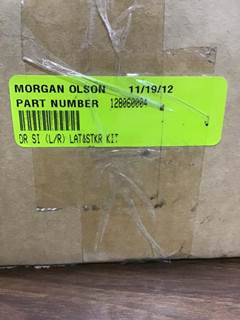 MORGAN OLSON 11/19/12
PART NUMBER 128060004
DR SI (L/R) LAT&STKR KIT